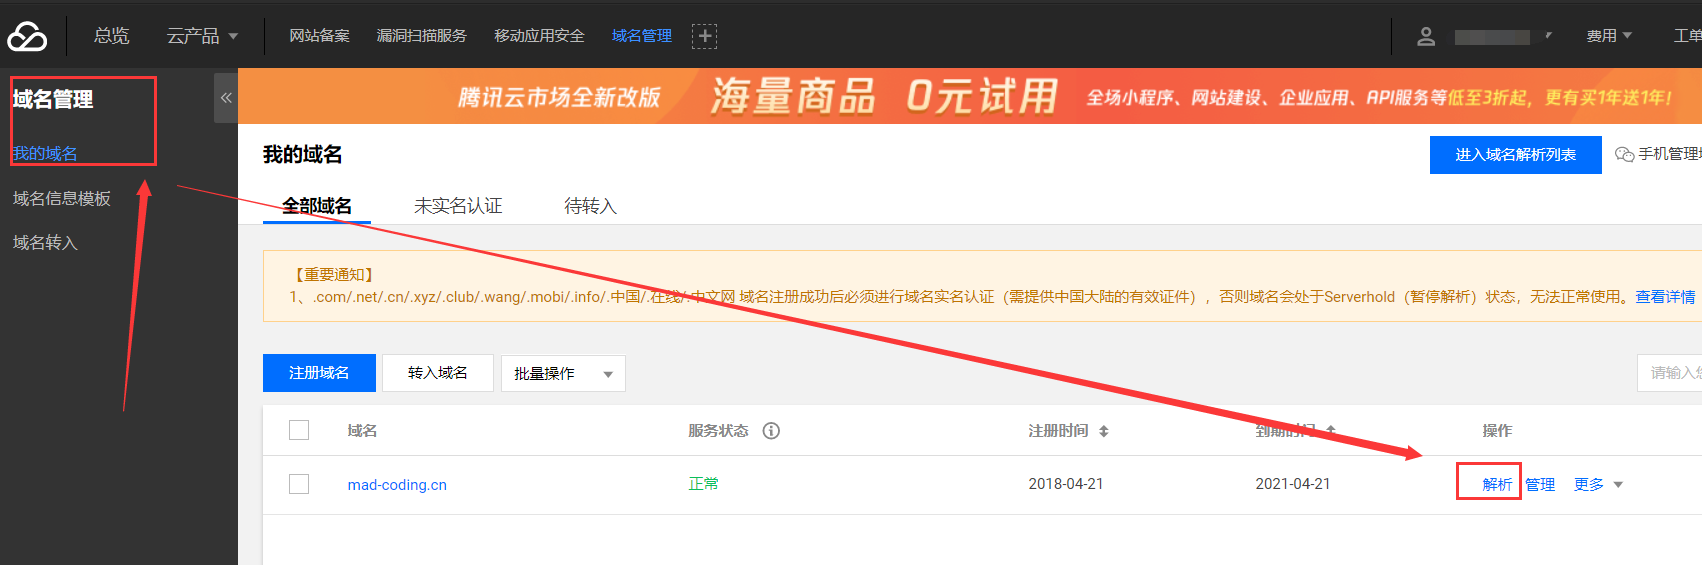 总览 云产品 网站备案 漏洞扫描服务 移动应用安全 域名管理 费用 工单
域名管理
我的域名
域名信息模板
域名转入
腾讯云市场全新改版 海量商品 0元试用 全场小程序、网站建设、企业应用、API服务等低至3折起，更有买1年送1年！
我的域名
进入域名解析列表 手机管理
全部域名 未实名认证 待转入
【重要通知】
1、.com/.net/.cn/.xyz/.club/.wang/.mobi/.info/.中国/.在线/.中文网 域名注册成功后必须进行域名实名认证（需提供中国大陆的有效证件），否则域名会处于Serverhold（暂停解析）状态，无法正常使用。查看详情
注册域名 转入域名 批量操作 请输入
域名 服务状态 注册时间 到期时间 操作
mad-coding.cn 正常 2018-04-21 2021-04-21 解析 管理 更多